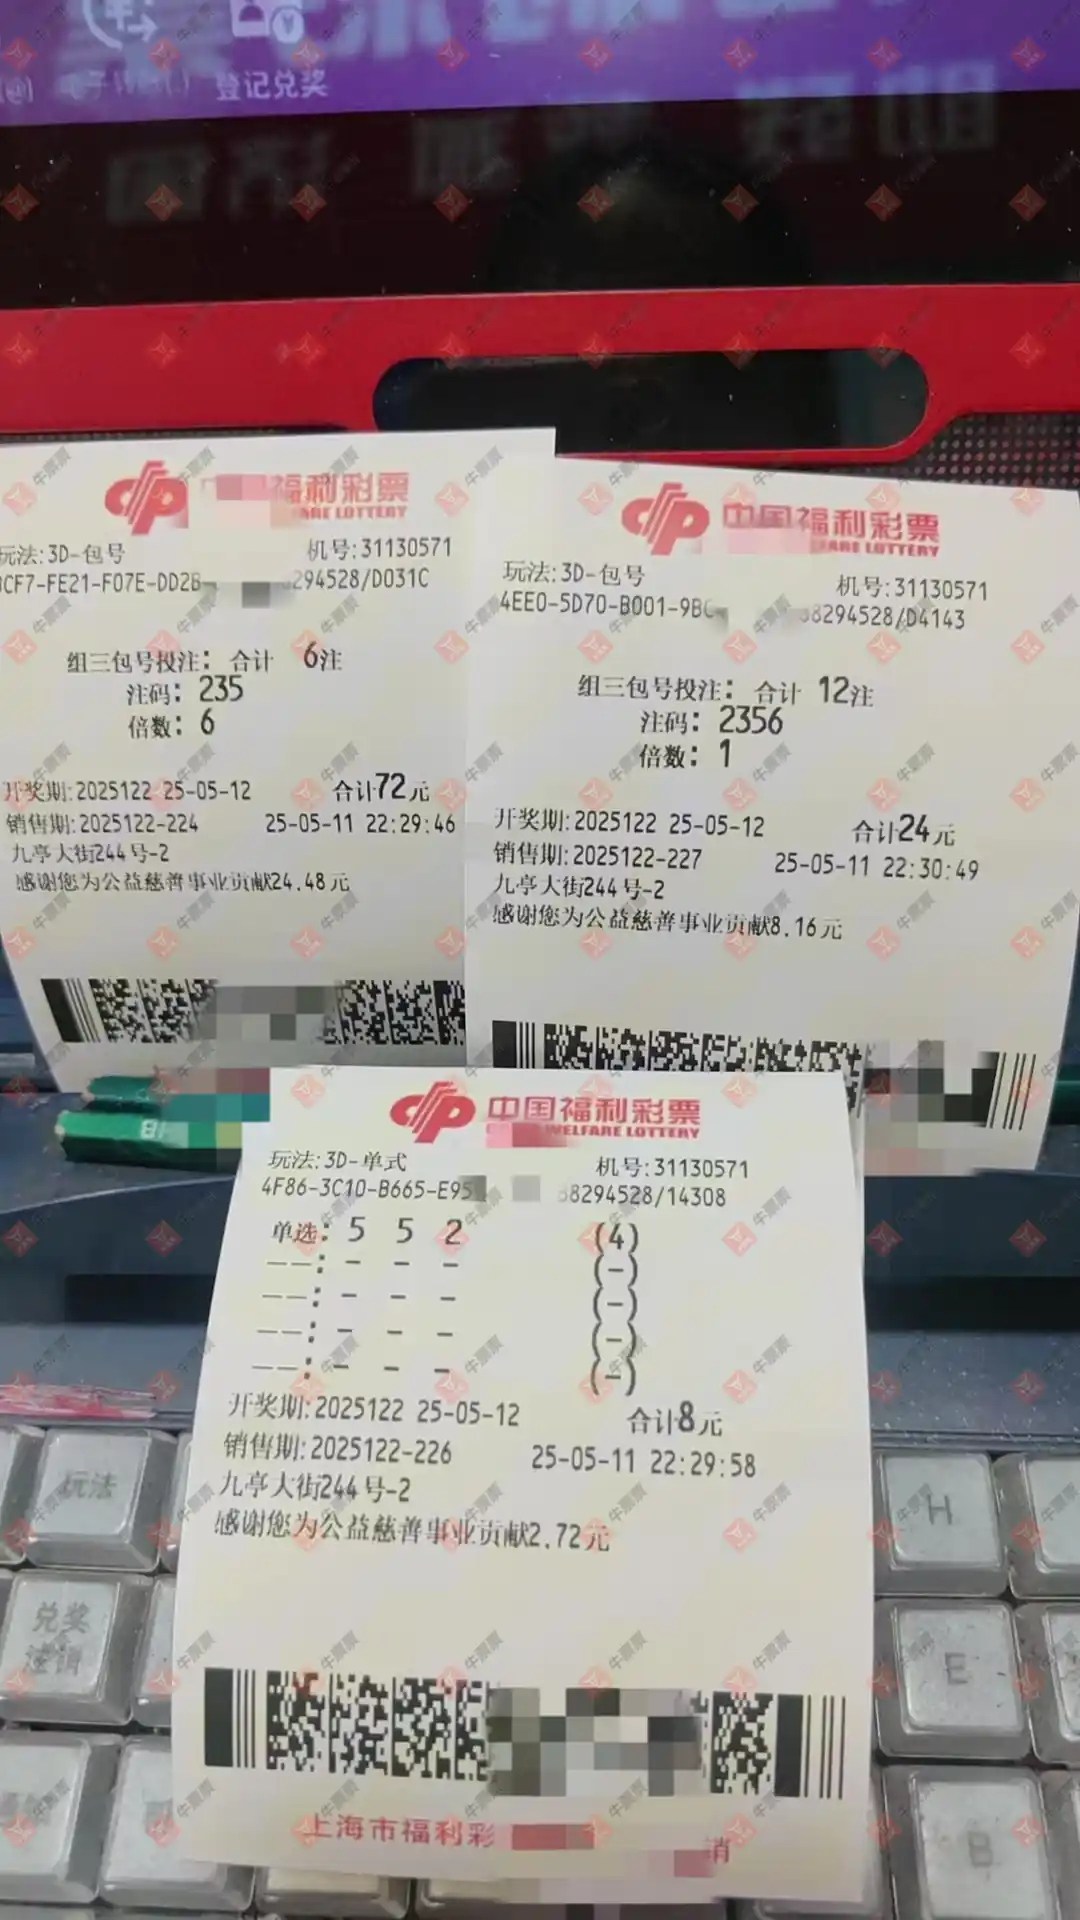 登记兑奖
福利彩票
ARE LOTTERY
玩法:3D-包号
机号:31130571
CF7-FE21-F07E-DD2B
294528/D031C
组三包号投注: 合计 6注
注码: 235
倍数: 6
开奖期:2025122 25-05-12 合计72元
销售期:2025122-224 25-05-11 22:29:46
九亭大街244号-2
感谢您为公益慈善事业贡献24.48元
中国福利彩票
ARE LOTTERY
玩法:3D-包号
机号:31130571
4EE0-5D70-B001-9BC
8294528/D4143
组三包号投注: 合计 12注
注码: 2356
倍数: 1
开奖期:2025122 25-05-12 合计24元
销售期:2025122-227 25-05-11 22:30:49
九亭大街244号-2
感谢您为公益慈善事业贡献8.16元
中国福利彩票
WELFARE LOTTERY
玩法:3D-单式
机号:31130571
4F86-3C10-B665-E95
8294528/14308
单选: 5 5 2 (4)
——: - - - (-)
——: - - - (-)
——: - - - (-)
——: - - - (-)
开奖期:2025122 25-05-12 合计8元
销售期:2025122-226 25-05-11 22:29:58
九亭大街244号-2
感谢您为公益慈善事业贡献2.72元
上海市福利彩
销
玩法
兑奖
H
E
B
牛票票